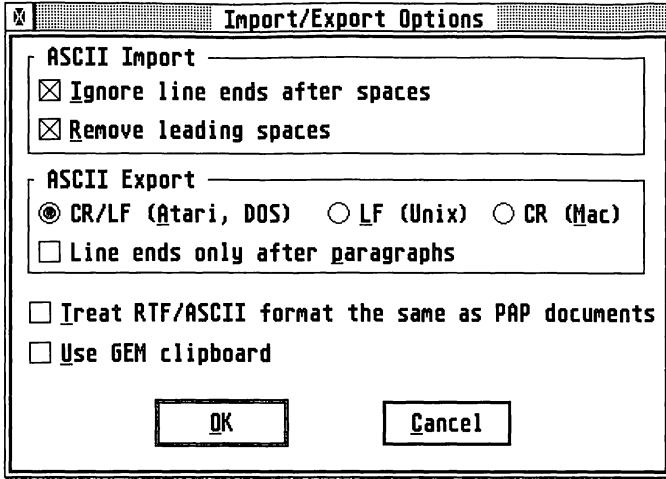 Import/Export Options
ASCII Import
Ignore line ends after spaces
Remove leading spaces
ASCII Export
CR/LF (Atari, DOS) LF (Unix) CR (Mac)
Line ends only after paragraphs
Treat RTF/ASCII format the same as PAP documents
Use GEM clipboard
OK Cancel